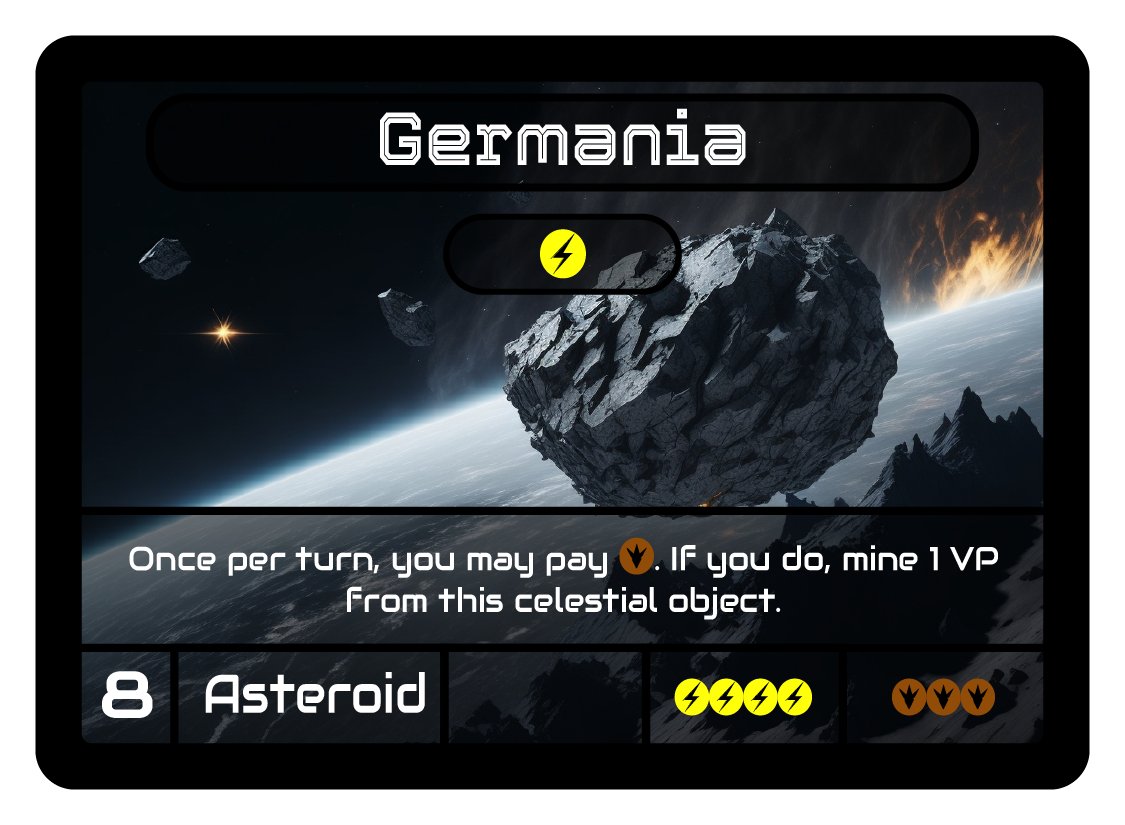 Germania
Once per turn, you may pay . If you do, mine 1 VP
from this celestial object.
8 Asteroid